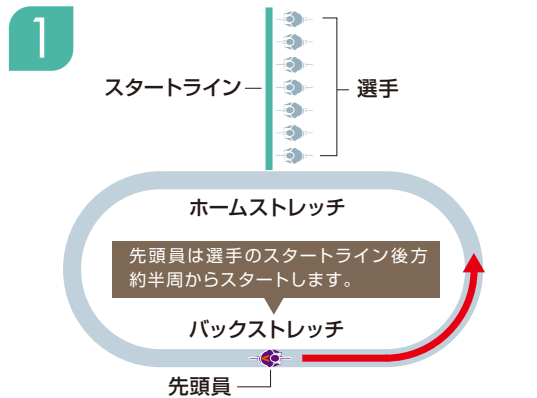 1
スタートライン
選手
ホームストレッチ
先頭員は選手のスタートライン後方
約半周からスタートします。
バックストレッチ
先頭員